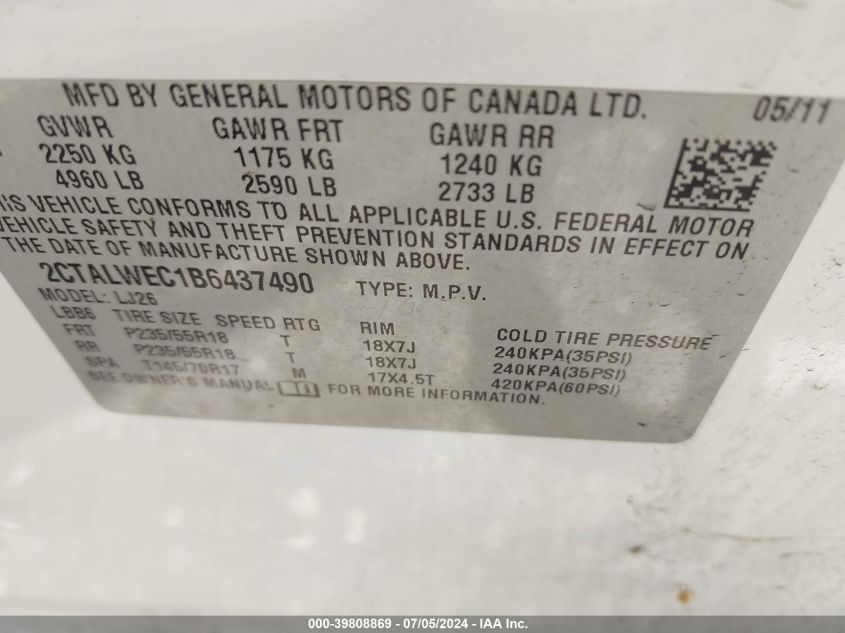 MFD BY GENERAL MOTORS OF CANADA LTD. 05/11
GVWR GAWR FRT GAWR RR
2250 KG 1175 KG 1240 KG
4960 LB 2590 LB 2733 LB
HIS VEHICLE CONFORMS TO ALL APPLICABLE U.S. FEDERAL MOTOR
VEHICLE SAFETY AND THEFT PREVENTION STANDARDS IN EFFECT ON
THE DATE OF MANUFACTURE SHOWN ABOVE.
2CTALWEC1B6437490 TYPE: M.P.V.
MODEL: LJ26
LBB6 TIRE SIZE SPEED RTG RIM COLD TIRE PRESSURE
FRT P235/55R18 T 18X7J 240KPA(35PSI)
RR P235/55R18 T 18X7J 240KPA(35PSI)
SPA T145/70R17 M 17X4.5T 420KPA(60PSI)
SEE OWNER'S MANUAL FOR MORE INFORMATION.
000-39808869 - 07/05/2024 - IAA Inc.